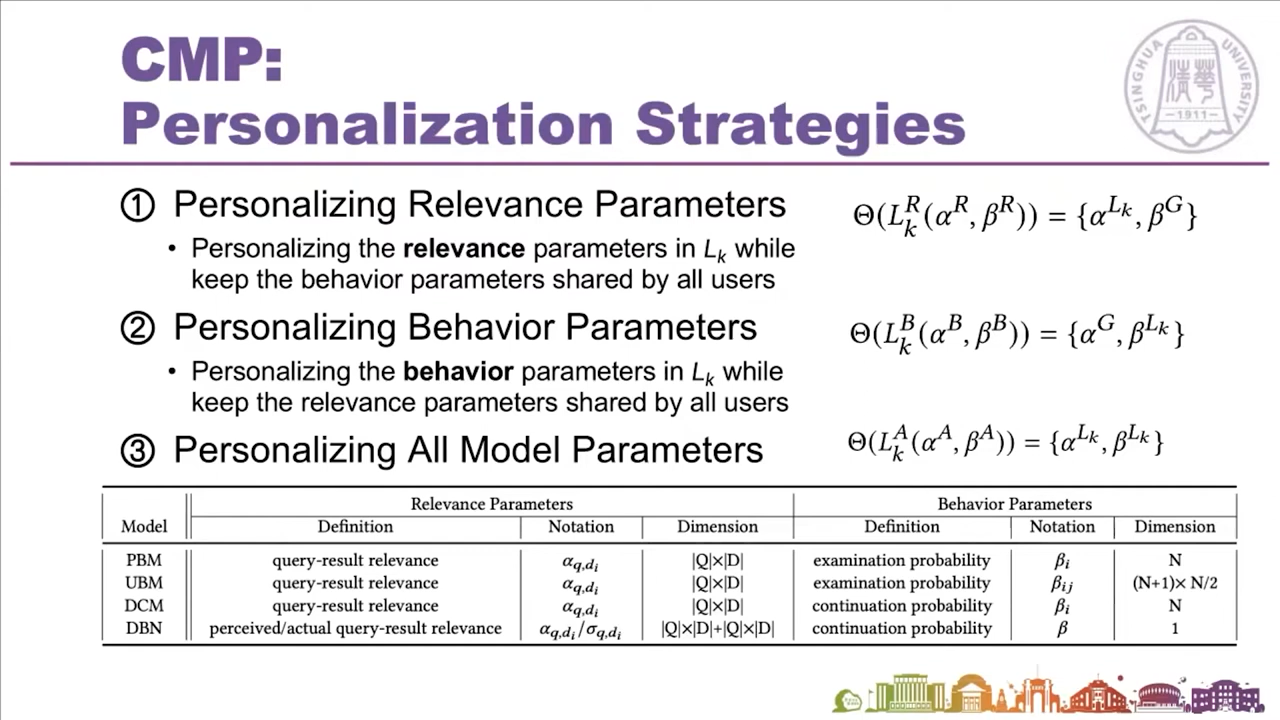 CMP:
Personalization Strategies
TSINGHUA UNIVERSITY
清華
—1911—
① Personalizing Relevance Parameters
Θ(L_k^R(α^R, β^R)) = {α^{L_k}, β^G}
• Personalizing the relevance parameters in L_k while
keep the behavior parameters shared by all users
② Personalizing Behavior Parameters
Θ(L_k^B(α^B, β^B)) = {α^G, β^{L_k}}
• Personalizing the behavior parameters in L_k while
keep the relevance parameters shared by all users
③ Personalizing All Model Parameters
Θ(L_k^A(α^A, β^A)) = {α^{L_k}, β^{L_k}}
Relevance Parameters Behavior Parameters
Model Definition Notation Dimension Definition Notation Dimension
PBM query-result relevance α_{q,d_i} |Q|×|D| examination probability β_i N
UBM query-result relevance α_{q,d_i} |Q|×|D| examination probability β_{ij} (N+1)× N/2
DCM query-result relevance α_{q,d_i} |Q|×|D| continuation probability β_i N
DBN perceived/actual query-result relevance α_{q,d_i}/σ_{q,d_i} |Q|×|D|+|Q|×|D| continuation probability β 1